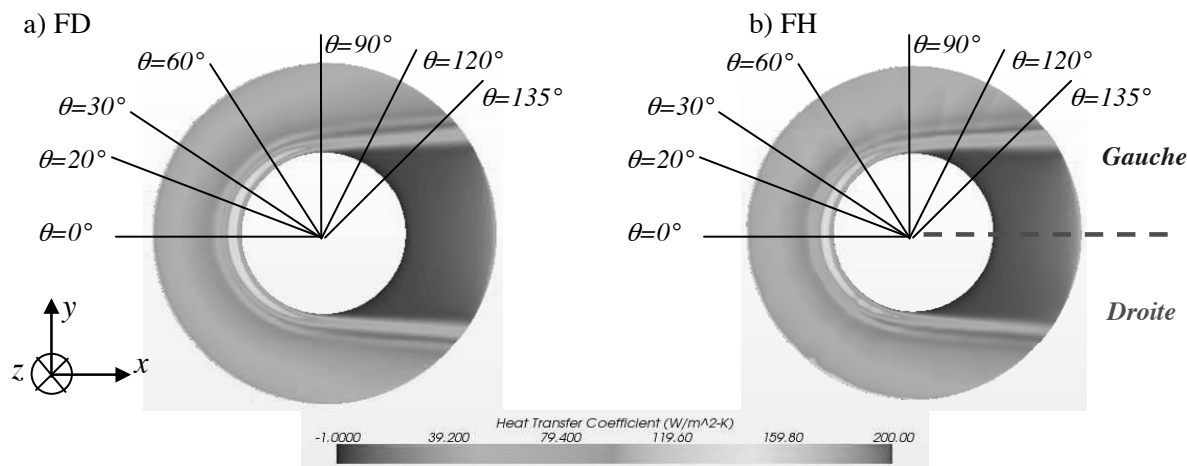 a) FD
θ=60°
θ=90°
θ=120°
θ=135°
θ=30°
θ=20°
θ=0°
y
x
z
b) FH
θ=60°
θ=90°
θ=120°
θ=135°
θ=30°
θ=20°
θ=0°
Gauche
Droite
Heat Transfer Coefficient (W/m^2-K)
-1.0000 39.200 79.400 119.60 159.80 200.00